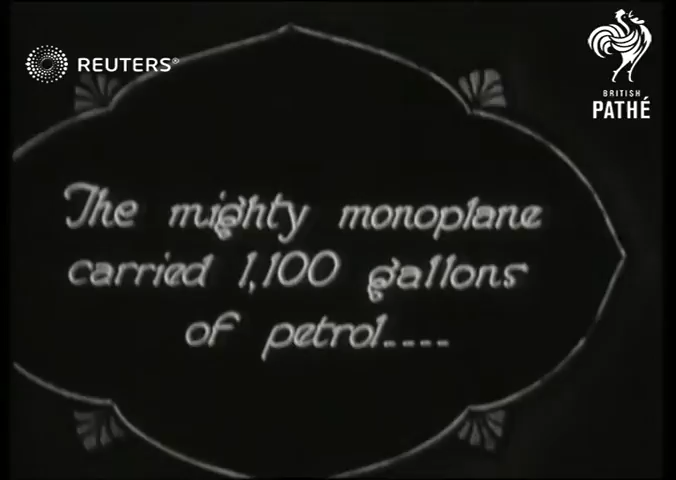 REUTERS®
BRITISH
PATHÉ
The mighty monoplane
carried 1,100 gallons
of petrol....